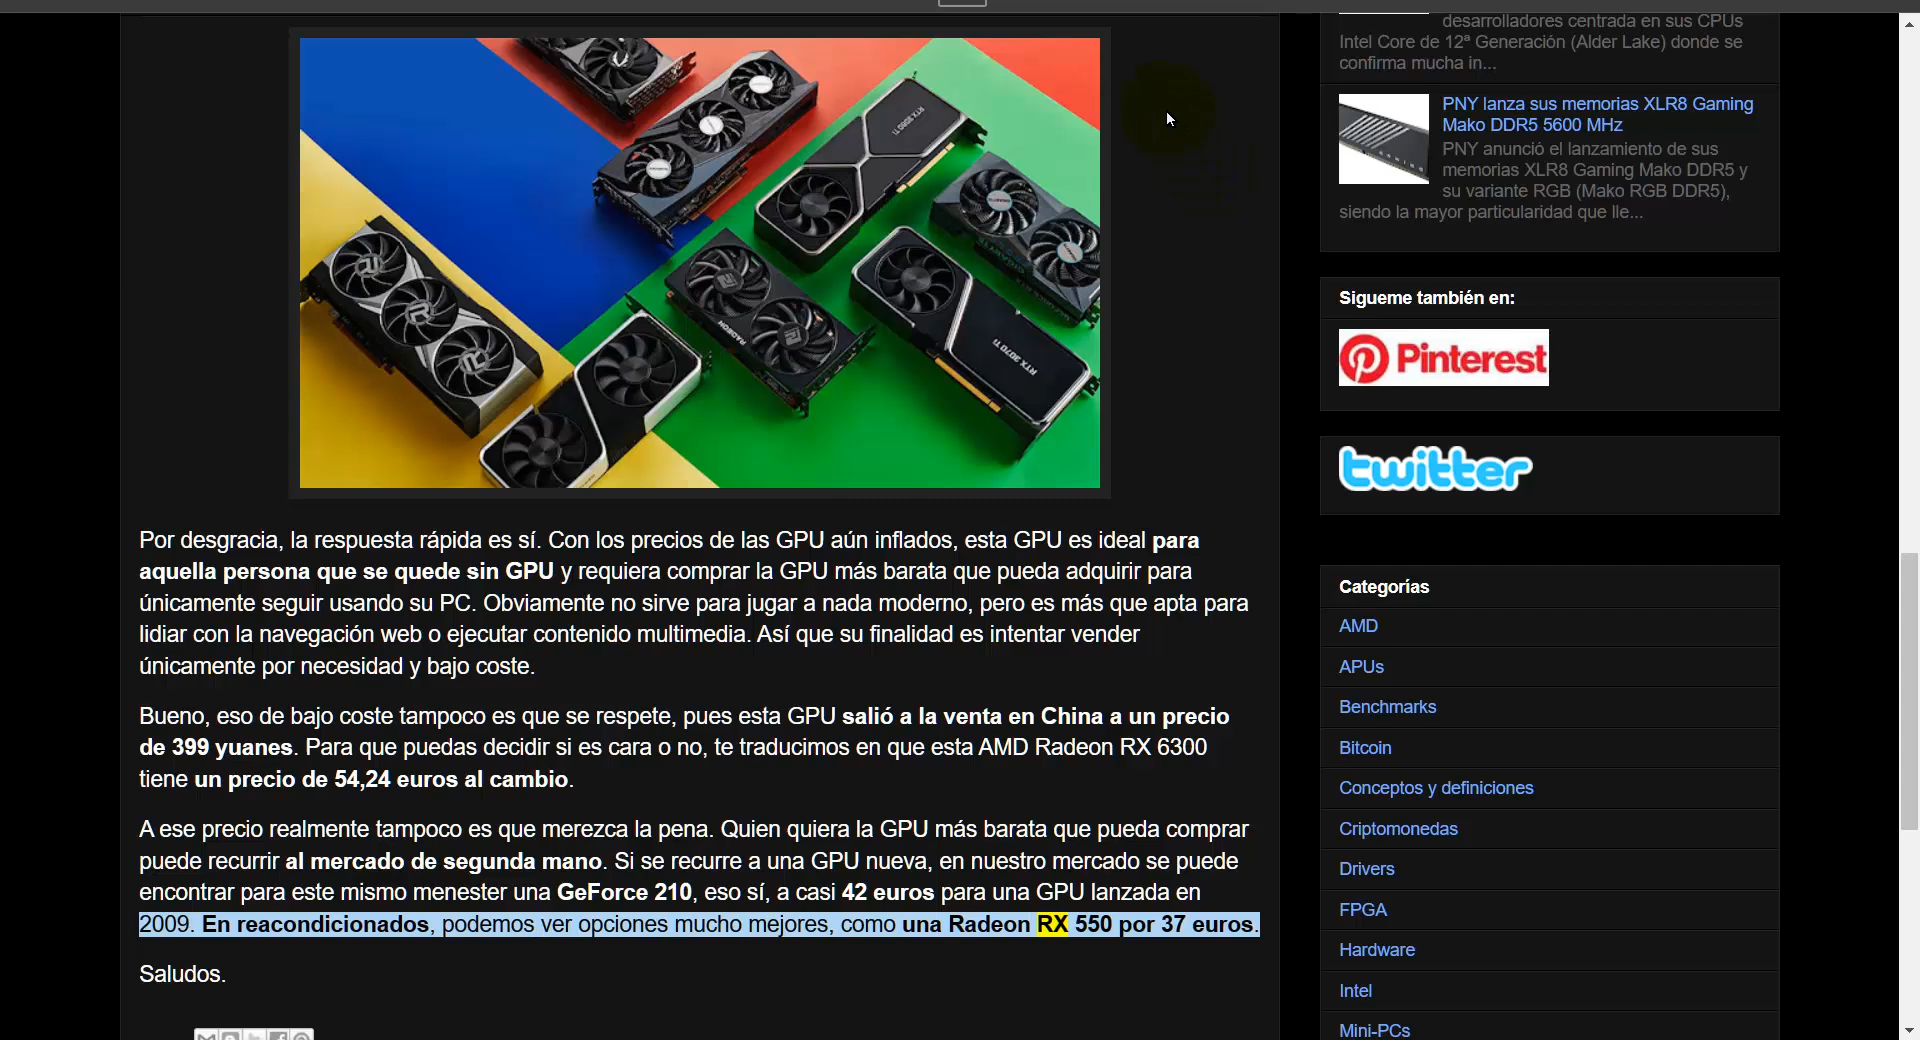 RTX 3060 Ti
RADEON
RTX 3070 Ti
Por desgracia, la respuesta rápida es sí. Con los precios de las GPU aún inflados, esta GPU es ideal para
aquella persona que se quede sin GPU y requiera comprar la GPU más barata que pueda adquirir para
únicamente seguir usando su PC. Obviamente no sirve para jugar a nada moderno, pero es más que apta para
lidiar con la navegación web o ejecutar contenido multimedia. Así que su finalidad es intentar vender
únicamente por necesidad y bajo coste.
Bueno, eso de bajo coste tampoco es que se respete, pues esta GPU salió a la venta en China a un precio
de 399 yuanes. Para que puedas decidir si es cara o no, te traducimos en que esta AMD Radeon RX 6300
tiene un precio de 54,24 euros al cambio.
A ese precio realmente tampoco es que merezca la pena. Quien quiera la GPU más barata que pueda comprar
puede recurrir al mercado de segunda mano. Si se recurre a una GPU nueva, en nuestro mercado se puede
encontrar para este mismo menester una GeForce 210, eso sí, a casi 42 euros para una GPU lanzada en
2009. En reacondicionados, podemos ver opciones mucho mejores, como una Radeon RX 550 por 37 euros.
Saludos.
desarrolladores centrada en sus CPUs
Intel Core de 12ª Generación (Alder Lake) donde se
confirma mucha in...
PNY lanza sus memorias XLR8 Gaming
Mako DDR5 5600 MHz
PNY anunció el lanzamiento de sus
memorias XLR8 Gaming Mako DDR5 y
su variante RGB (Mako RGB DDR5),
siendo la mayor particularidad que lle...
Sigueme también en:
Pinterest
twitter
Categorías
AMD
APUs
Benchmarks
Bitcoin
Conceptos y definiciones
Criptomonedas
Drivers
FPGA
Hardware
Intel
Mini-PCs